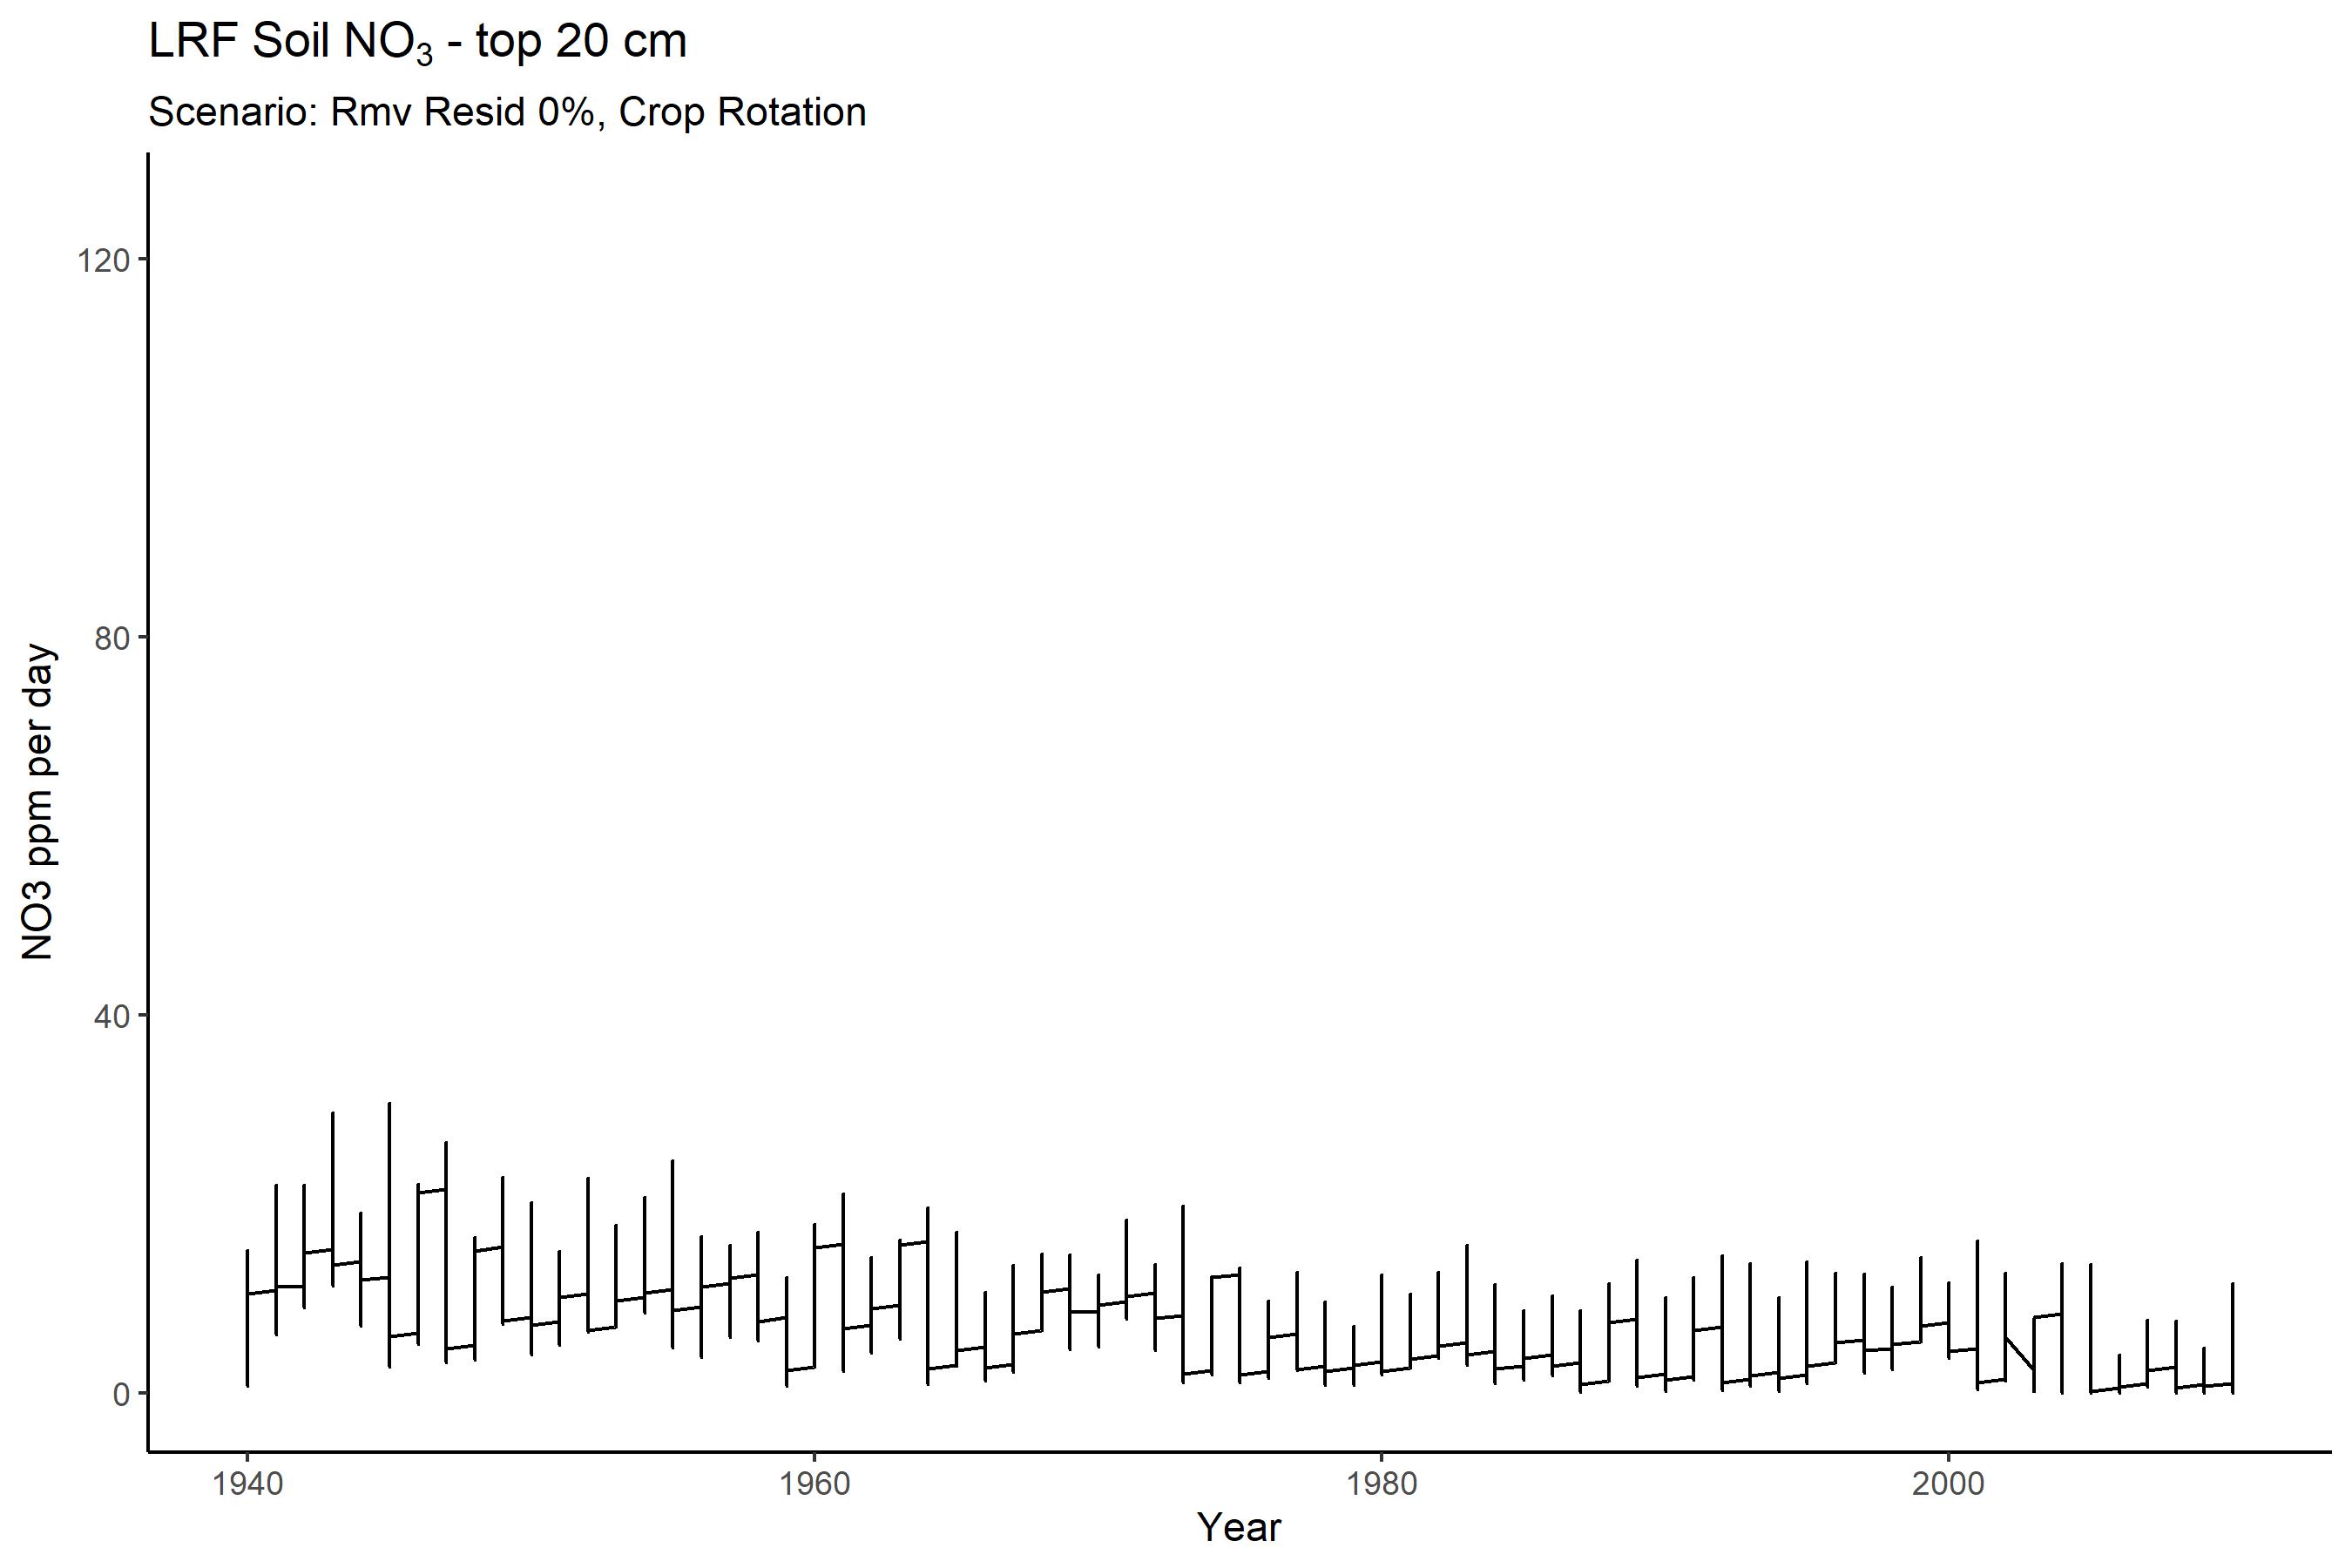 LRF Soil NO₃ - top 20 cm
Scenario: Rmv Resid 0%, Crop Rotation
NO3 ppm per day
120
80
40
0
1940 1960 1980 2000
Year